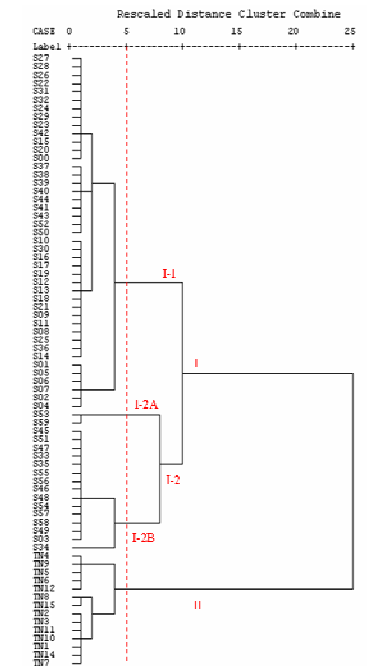 Rescaled Distance Cluster Combine
CASE 0 5 10 15 20 25
Label
S27
S28
S26
S22
S31
S32
S24
S29
S23
S42
S15
S20
S00
S37
S38
S39
S40
S44
S41
S43
S52
S50
S10
S30
S16
S17
S19
S12
I-1
S13
S18
S21
S09
S11
S08
S25
S36
S14
S01
I
S05
S06
S07
S02
S04
I-2A
S53
S59
S45
S51
S47
S33
S35
S55
I-2
S56
S46
S48
S54
S57
S58
S49
S03
I-2B
S34
TN4
TN9
TN5
TN6
TN12
TN8
TN15
II
TN2
TN3
TN11
TN10
TN1
TN14
TN7